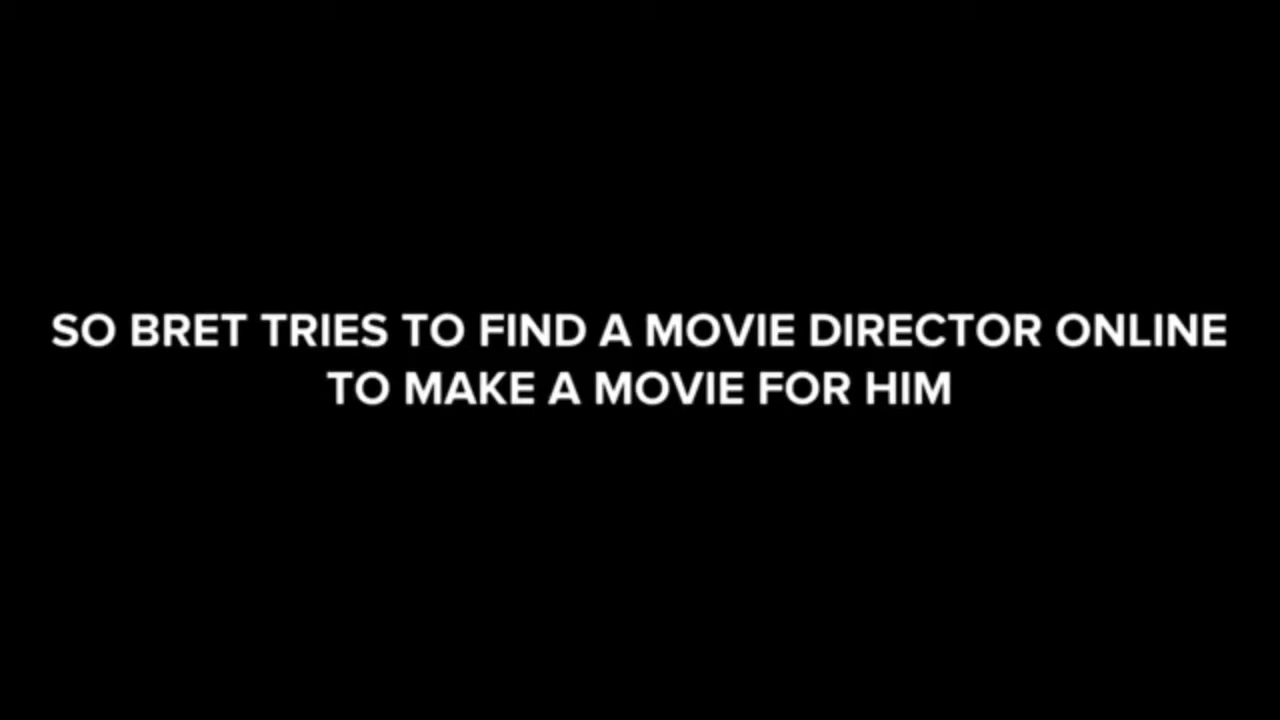 SO BRET TRIES TO FIND A MOVIE DIRECTOR ONLINE
TO MAKE A MOVIE FOR HIM